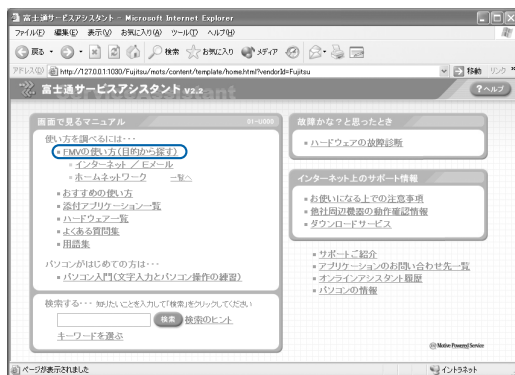 富士通サービスアシスタント - Microsoft Internet Explorer
ファイル(F) 編集(E) 表示(V) お気に入り(A) ツール(T) ヘルプ(H)
戻る 検索 お気に入り メディア
アドレス(D) http://127.0.0.1:1030/Fujitsu/mots/content/template/home.html?vendorId=Fujitsu 移動 リンク »
富士通サービスアシスタント V2.2 ?ヘルプ
画面で見るマニュアル 01-U000
使い方を調べるには・・・
FMVの使い方(目的から探す)
インターネット / Eメール
ホームネットワーク 一覧へ
おすすめの使い方
添付アプリケーション一覧
ハードウェア一覧
よくある質問集
用語集
パソコンがはじめての方は・・・
パソコン入門(文字入力とパソコン操作の練習)
検索する・・・ 知りたいことを入力して「検索」をクリックしてください
検索 検索のヒント
キーワードを選ぶ
故障かな?と思ったとき
ハードウェアの故障診断
インターネット上のサポート情報
お使いになる上での注意事項
他社周辺機器の動作確認情報
ダウンロードサービス
サポートご紹介
アプリケーションのお問い合わせ先一覧
オンラインアシスタント履歴
パソコンの情報
Motive Powered Service
ページが表示されました イントラネット